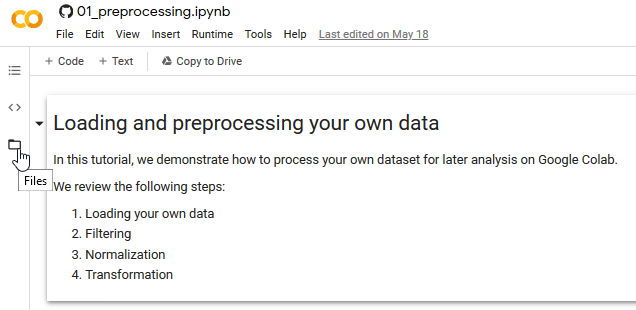 01_preprocessing.ipynb
File Edit View Insert Runtime Tools Help Last edited on May 18
+ Code + Text Copy to Drive
Loading and preprocessing your own data
In this tutorial, we demonstrate how to process your own dataset for later analysis on Google Colab.
Files
We review the following steps:
1. Loading your own data
2. Filtering
3. Normalization
4. Transformation